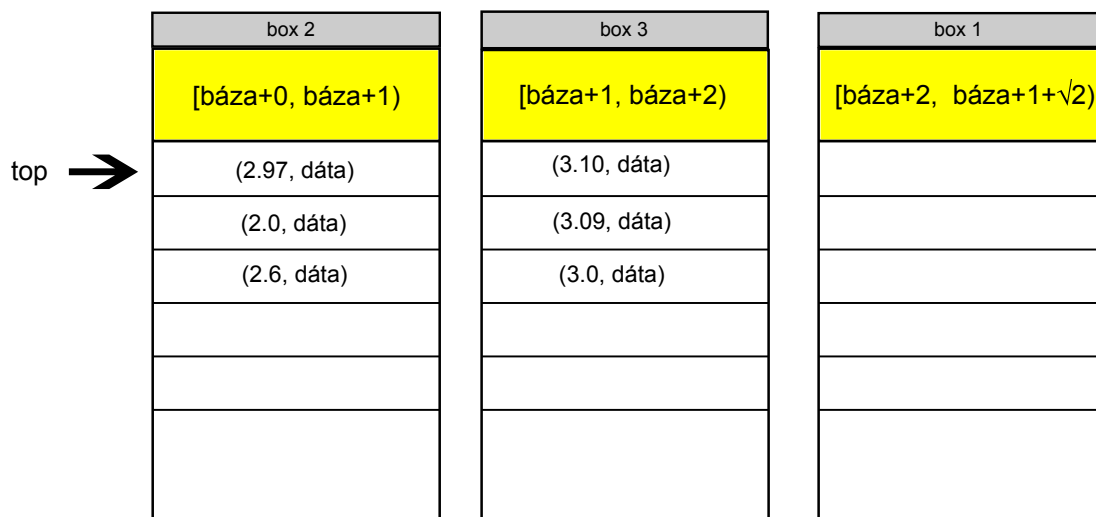 box 2
box 3
box 1
[báza+0, báza+1)
[báza+1, báza+2)
[báza+2, báza+1+√2)
top
(2.97, dáta)
(3.10, dáta)
(2.0, dáta)
(3.09, dáta)
(2.6, dáta)
(3.0, dáta)